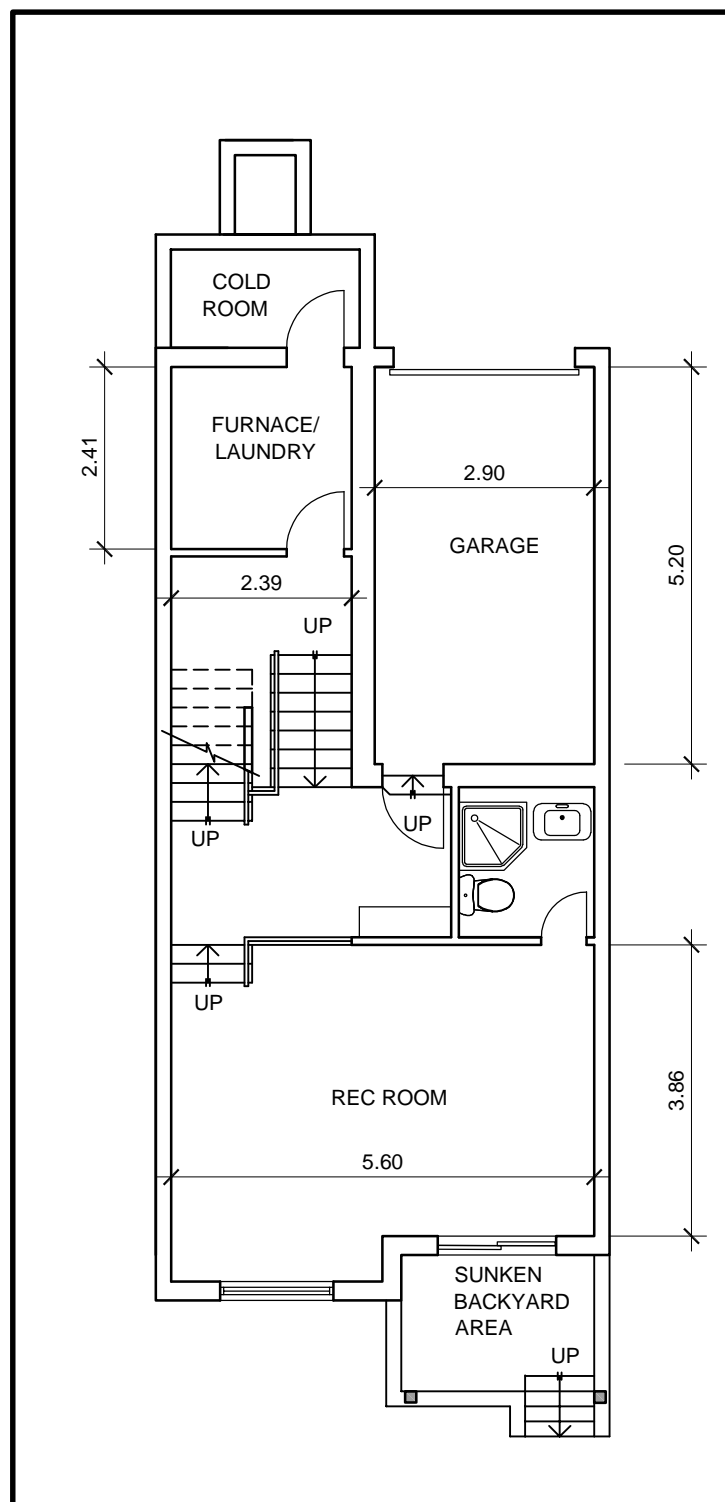 COLD
ROOM
FURNACE/
LAUNDRY
2.41
2.90
GARAGE
5.20
2.39
UP
UP
UP
UP
3.86
REC ROOM
5.60
SUNKEN
BACKYARD
AREA
UP